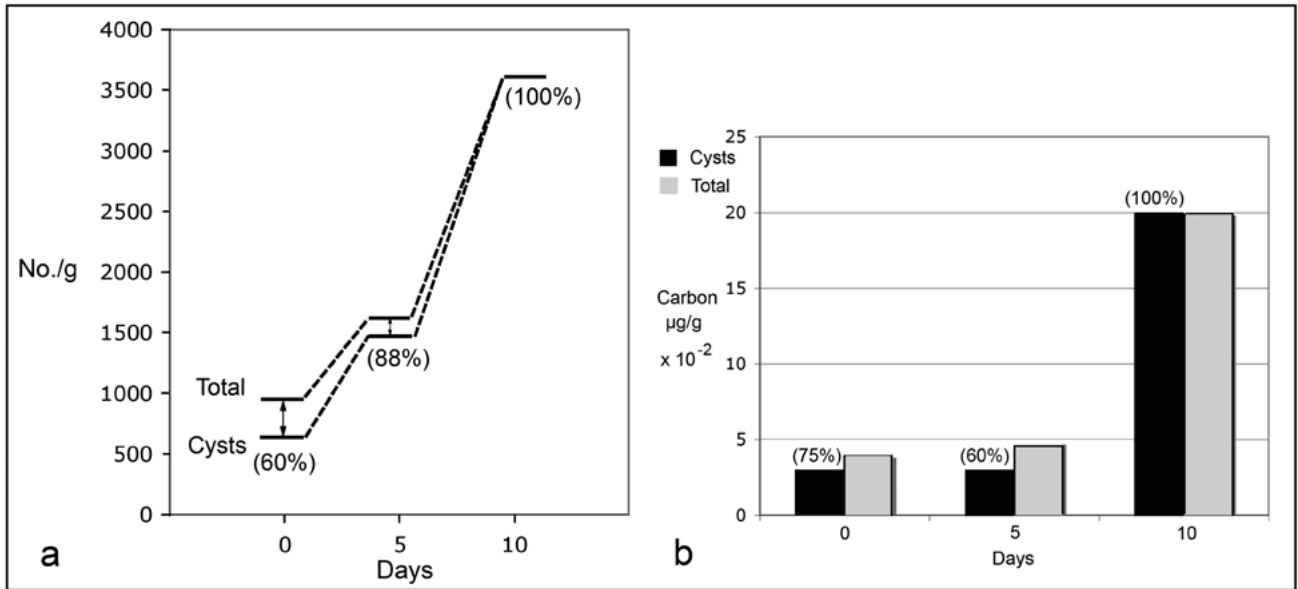 4000
3500
3000
2500
No./g
2000
1500
1000
500
0
Total
Cysts
(60%)
(88%)
(100%)
0 5 10
Days
a
Cysts
Total
25
20
15
10
5
0
Carbon
µg/g
x 10-2
(75%)
(60%)
(100%)
0 5 10
Days
b